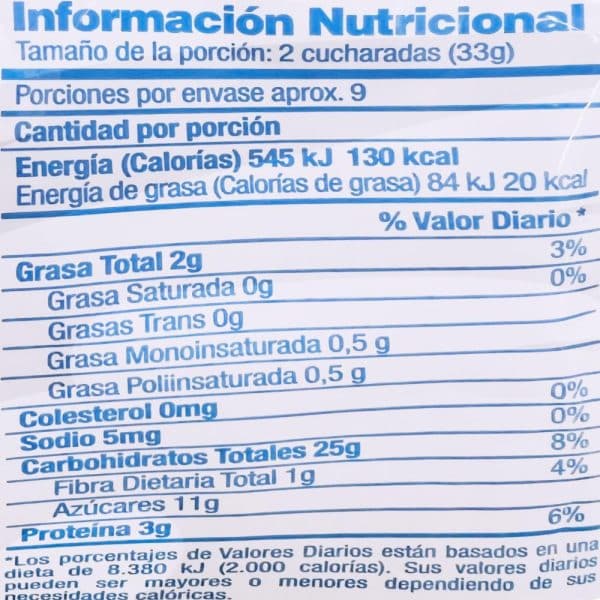 Información Nutricional
Tamaño de la porción: 2 cucharadas (33g)
Porciones por envase aprox. 9
Cantidad por porción
Energía (Calorías) 545 kJ 130 kcal
Energía de grasa (Calorías de grasa) 84 kJ 20 kcal
% Valor Diario *
Grasa Total 2g 3%
Grasa Saturada 0g 0%
Grasas Trans 0g
Grasa Monoinsaturada 0,5 g
Grasa Poliinsaturada 0,5 g
Colesterol 0mg 0%
Sodio 5mg 0%
Carbohidratos Totales 25g 8%
Fibra Dietaria Total 1g 4%
Azúcares 11g
Proteína 3g 6%
*Los porcentajes de Valores Diarios están basados en una
dieta de 8.380 kJ (2.000 calorías). Sus valores diarios
pueden ser mayores o menores dependiendo de sus
necesidades calóricas.